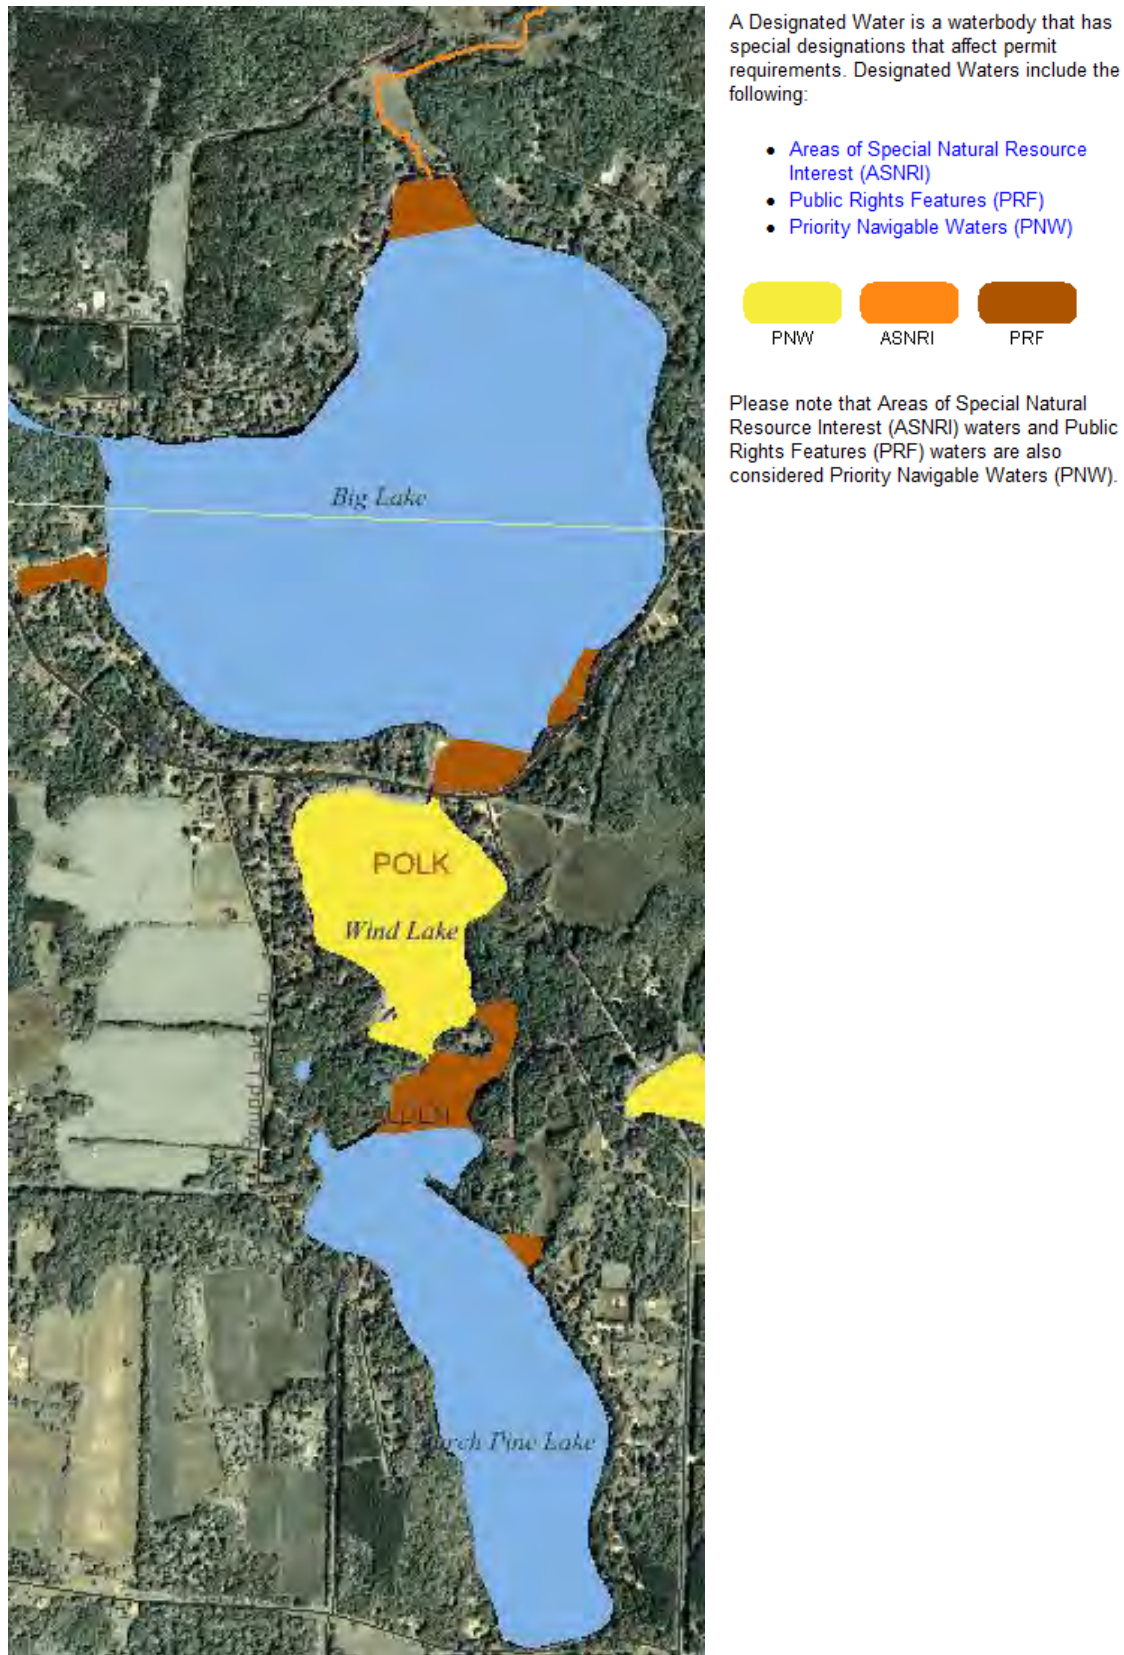 A Designated Water is a waterbody that has
special designations that affect permit
requirements. Designated Waters include the
following:
• Areas of Special Natural Resource
Interest (ASNRI)
• Public Rights Features (PRF)
• Priority Navigable Waters (PNW)
PNW ASNRI PRF
Please note that Areas of Special Natural
Resource Interest (ASNRI) waters and Public
Rights Features (PRF) waters are also
considered Priority Navigable Waters (PNW).
Big Lake
POLK
Wind Lake
Pine Lake